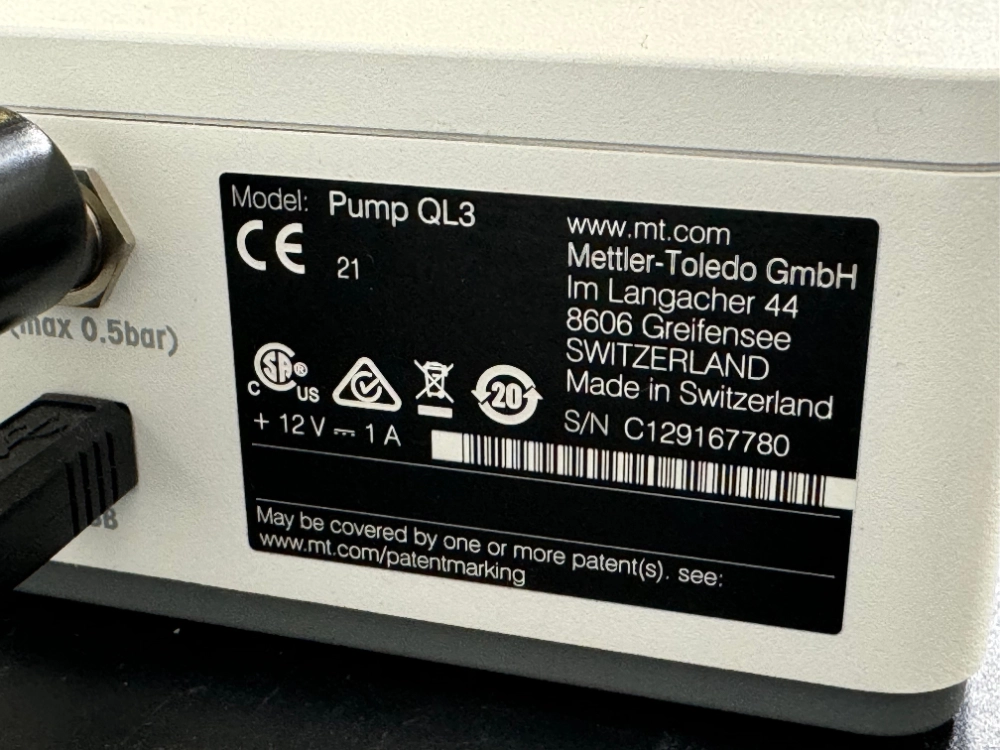 Model: Pump QL3
CE 21
www.mt.com
Mettler-Toledo GmbH
Im Langacher 44
8606 Greifensee
SWITZERLAND
Made in Switzerland
S/N C129167780
C SA® US
20
+ 12 V ⎓ 1 A
May be covered by one or more patent(s). see:
www.mt.com/patentmarking
(max 0.5bar)